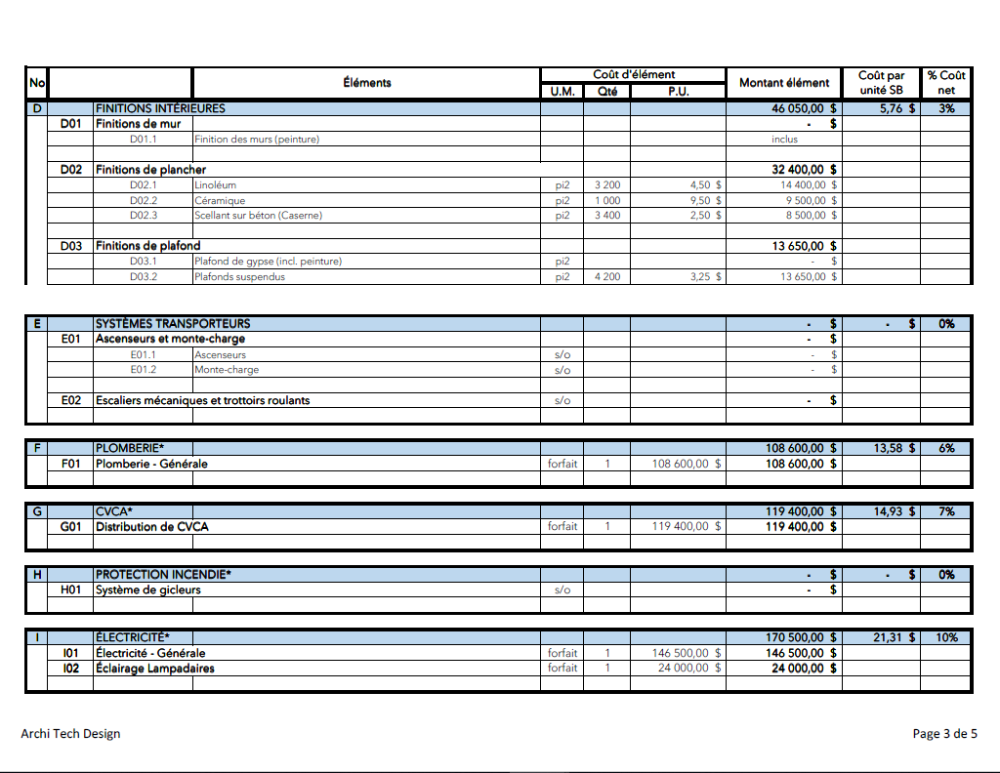 No Éléments Coût d'élément Montant élément Coût par unité SB % Coût net
U.M. Qté P.U.
D FINITIONS INTÉRIEURES 46 050,00 $ 5,76 $ 3%
D01 Finitions de mur - $
D01.1 Finition des murs (peinture) inclus
D02 Finitions de plancher 32 400,00 $
D02.1 Linoléum pi2 3 200 4,50 $ 14 400,00 $
D02.2 Céramique pi2 1 000 9,50 $ 9 500,00 $
D02.3 Scellant sur béton (Caserne) pi2 3 400 2,50 $ 8 500,00 $
D03 Finitions de plafond 13 650,00 $
D03.1 Plafond de gypse (incl. peinture) pi2 - $
D03.2 Plafonds suspendus pi2 4 200 3,25 $ 13 650,00 $
E SYSTÈMES TRANSPORTEURS - $ - $ 0%
E01 Ascenseurs et monte-charge - $
E01.1 Ascenseurs s/o - $
E01.2 Monte-charge s/o - $
E02 Escaliers mécaniques et trottoirs roulants s/o - $
F PLOMBERIE* 108 600,00 $ 13,58 $ 6%
F01 Plomberie - Générale forfait 1 108 600,00 $ 108 600,00 $
G CVCA* 119 400,00 $ 14,93 $ 7%
G01 Distribution de CVCA forfait 1 119 400,00 $ 119 400,00 $
H PROTECTION INCENDIE* - $ - $ 0%
H01 Système de gicleurs s/o - $
I ÉLECTRICITÉ* 170 500,00 $ 21,31 $ 10%
I01 Électricité - Générale forfait 1 146 500,00 $ 146 500,00 $
I02 Éclairage Lampadaires forfait 1 24 000,00 $ 24 000,00 $
Archi Tech Design Page 3 de 5